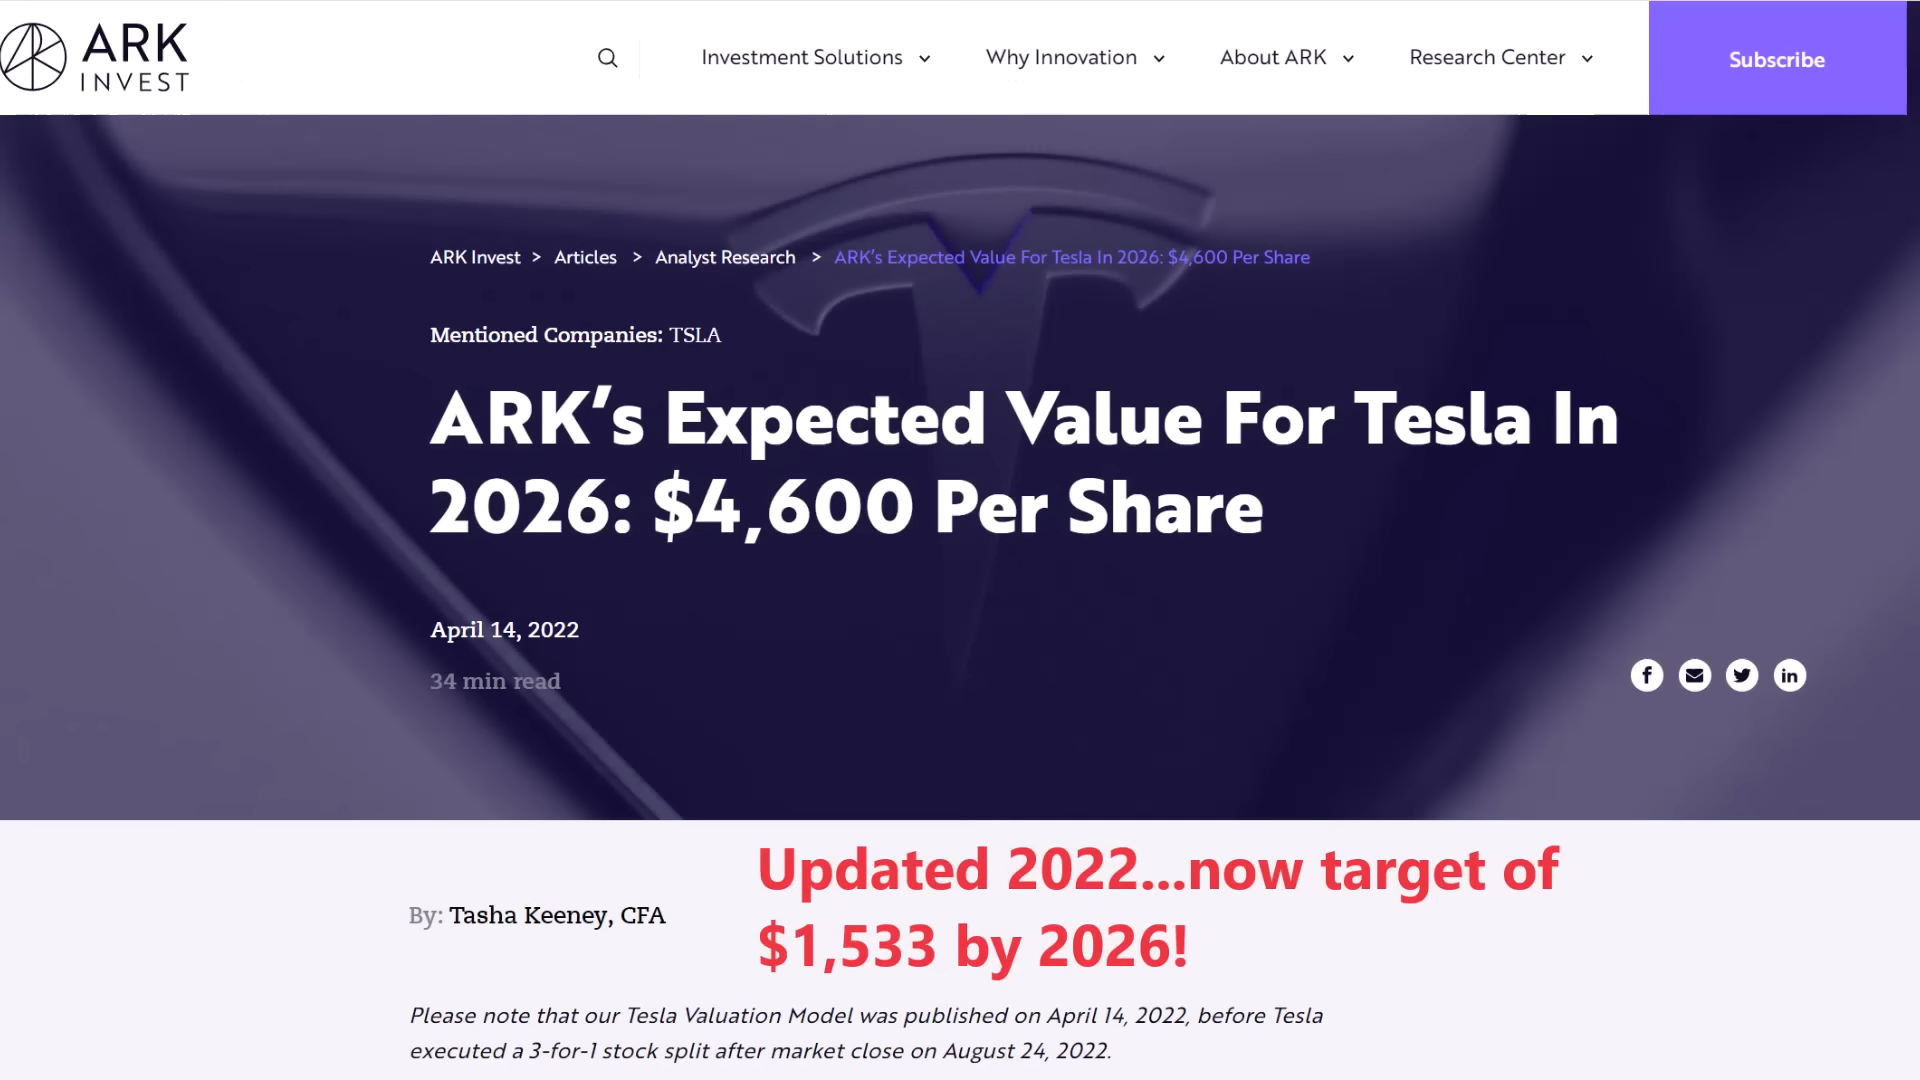 ARK
INVEST
Investment Solutions
Why Innovation
About ARK
Research Center
Subscribe
ARK Invest > Articles > Analyst Research > ARK’s Expected Value For Tesla In 2026: $4,600 Per Share
Mentioned Companies: TSLA
ARK’s Expected Value For Tesla In
2026: $4,600 Per Share
April 14, 2022
34 min read
Updated 2022...now target of
$1,533 by 2026!
By: Tasha Keeney, CFA
Please note that our Tesla Valuation Model was published on April 14, 2022, before Tesla
executed a 3-for-1 stock split after market close on August 24, 2022.